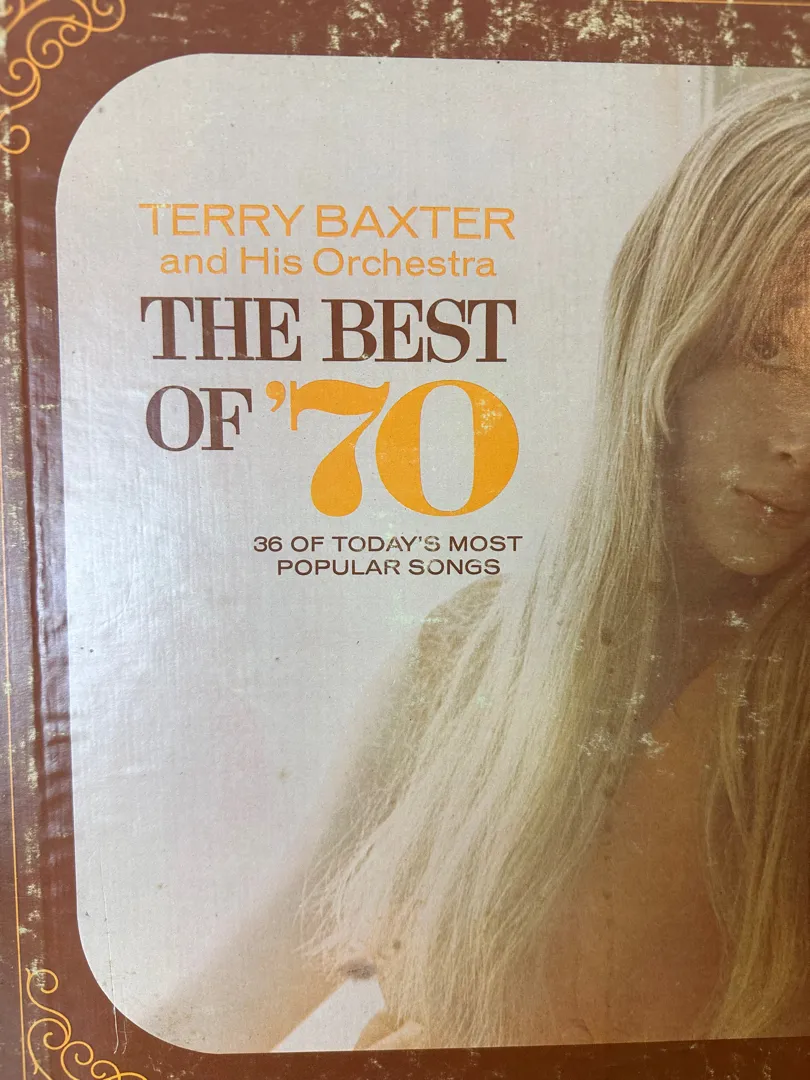 TERRY BAXTER
and His Orchestra
THE BEST
OF '70
36 OF TODAY'S MOST
POPULAR SONGS